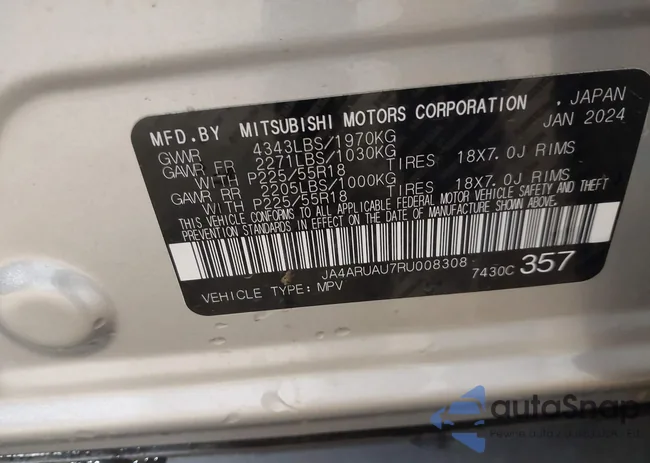 MFD.BY MITSUBISHI MOTORS CORPORATION . JAPAN
JAN 2024
GVWR 4343LBS/1970KG
GAWR FR 2271LBS/1030KG
WITH P225/55R18 TIRES 18X7.0J RIMS
GAWR RR 2205LBS/1000KG
WITH P225/55R18 TIRES 18X7.0J RIMS
THIS VEHICLE CONFORMS TO ALL APPLICABLE FEDERAL MOTOR VEHICLE SAFETY AND THEFT
PREVENTION STANDARDS IN EFFECT ON THE DATE OF MANUFACTURE SHOWN ABOVE.
JA4ARUAU7RU008308 7430C 357
VEHICLE TYPE: MPV
autoSnap